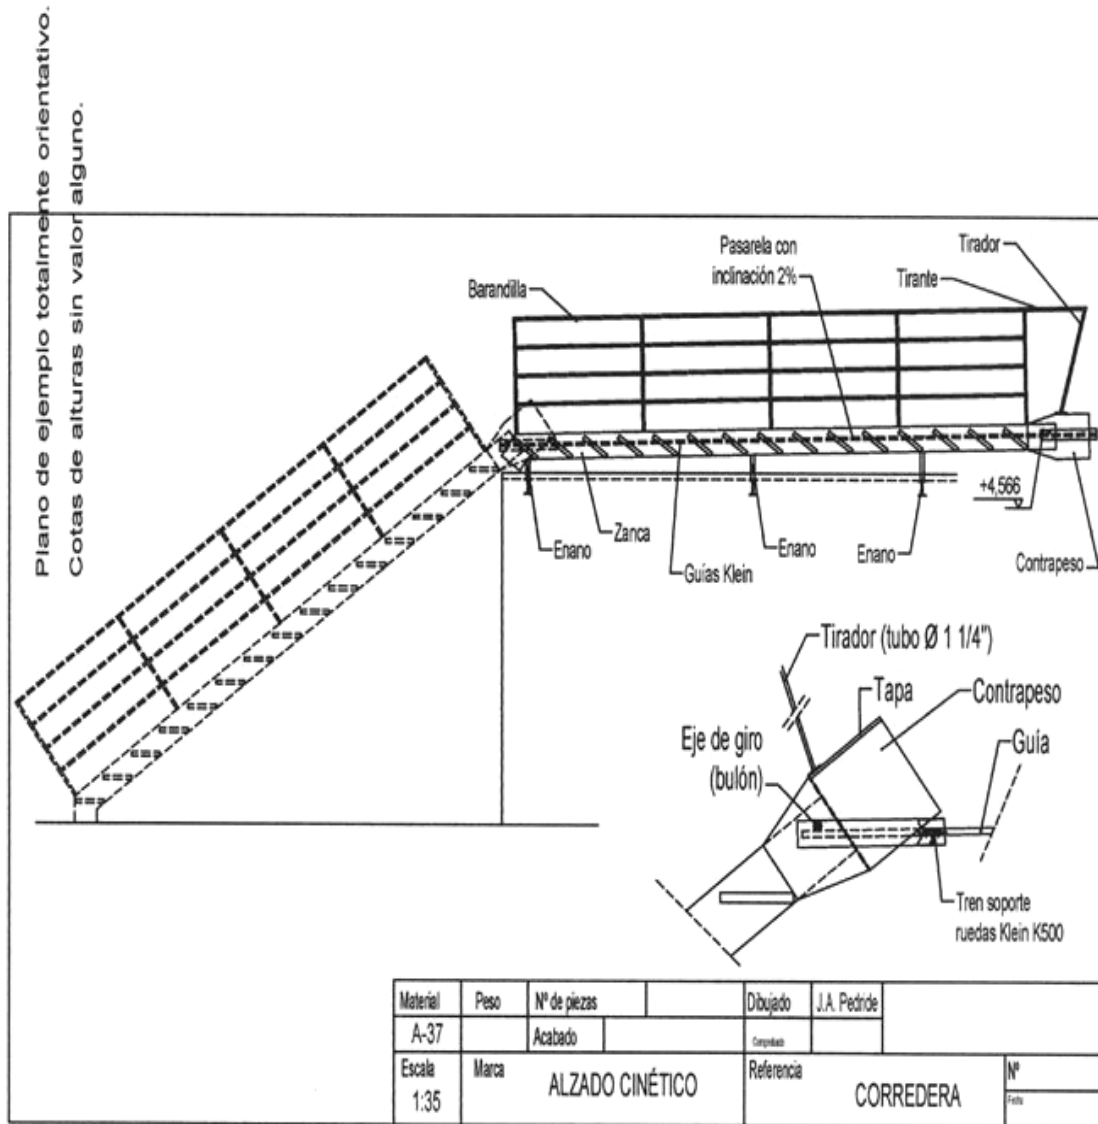 Plano de ejemplo totalmente orientativo.
Cotas de alturas sin valor alguno.
Pasarela con
inclinación 2%
Tirador
Tirante
Barandilla
+4,566
Enano
Zanca
Guías Klein
Enano
Enano
Contrapeso
Tirador (tubo Ø 1 1/4")
Tapa
Contrapeso
Eje de giro
(bulón)
Guía
Tren soporte
ruedas Klein K500
Material
Peso
Nº de piezas
Dibujado
J.A. Pedride
A-37
Acabado
Comprobado
Escala
1:35
Marca
ALZADO CINÉTICO
Referencia
CORREDERA
Nº
Fecha